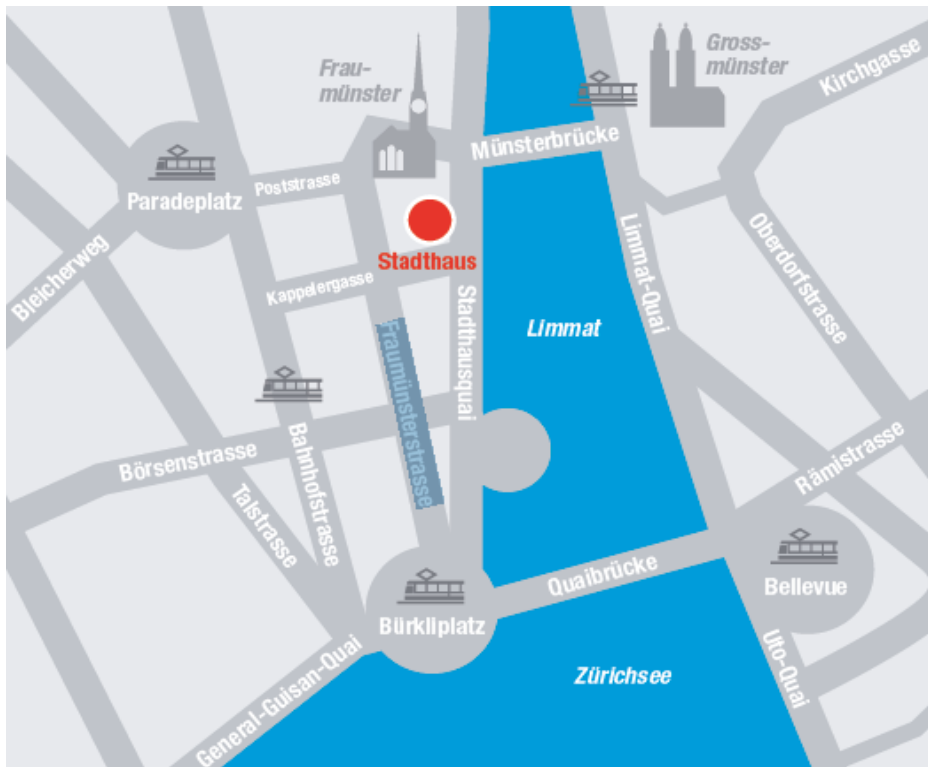 Frau-
münster
Gross-
münster
Kirchgasse
Münsterbrücke
Poststrasse
Paradeplatz
Stadthaus
Bleicherweg
Kappelergasse
Limmat-Quai
Oberdorfstrasse
Stadthausquai
Limmat
Fraumünsterstrasse
Börsenstrasse
Bahnhofstrasse
Talstrasse
Rämistrasse
Quaibrücke
Bellevue
Bürkliplatz
General-Guisan-Quai
Zürichsee
Uto-Quai